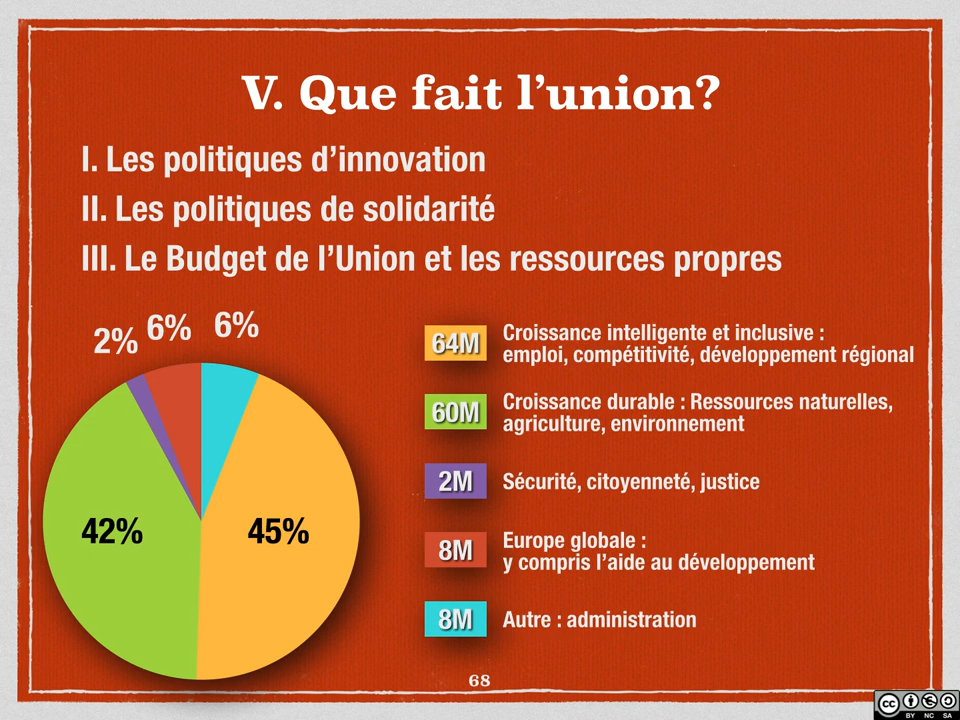 V. Que fait l’union?
I. Les politiques d’innovation
II. Les politiques de solidarité
III. Le Budget de l’Union et les ressources propres
2%
6%
6%
42%
45%
64M
Croissance intelligente et inclusive :
emploi, compétitivité, développement régional
60M
Croissance durable : Ressources naturelles,
agriculture, environnement
2M
Sécurité, citoyenneté, justice
8M
Europe globale :
y compris l’aide au développement
8M
Autre : administration
68
cc
BY NC SA